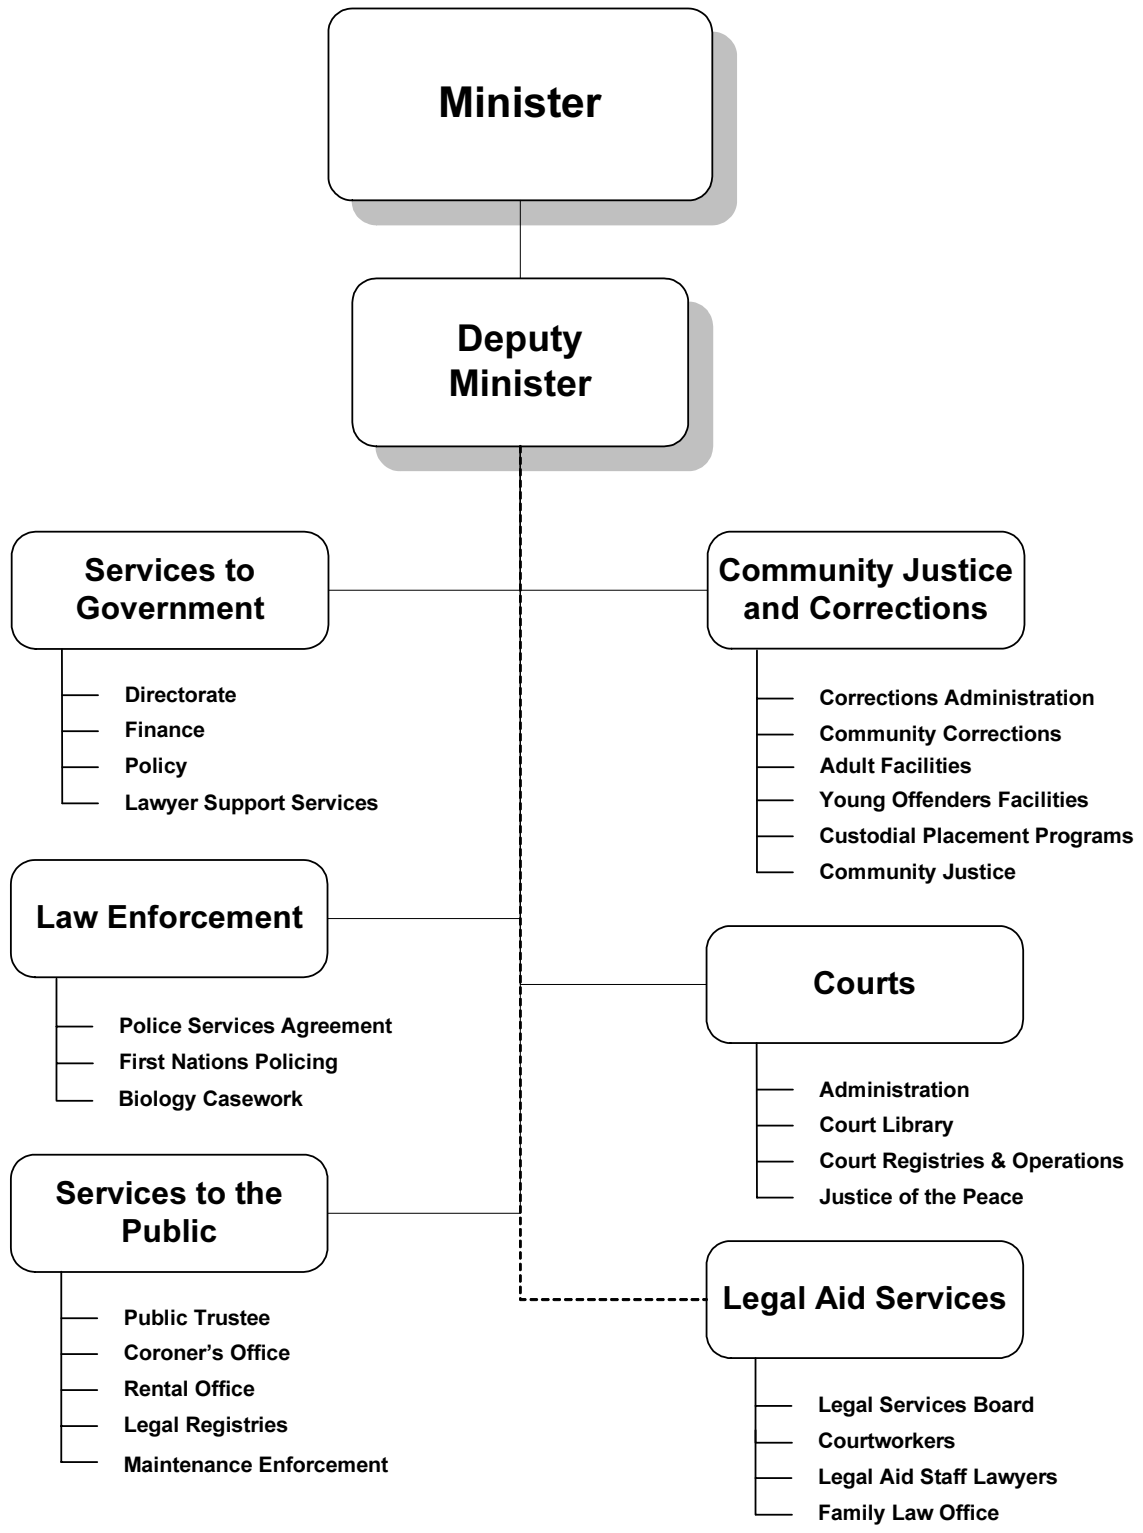 Minister
Deputy
Minister
Services to
Government
Directorate
Finance
Policy
Lawyer Support Services
Community Justice
and Corrections
Corrections Administration
Community Corrections
Adult Facilities
Young Offenders Facilities
Custodial Placement Programs
Community Justice
Law Enforcement
Police Services Agreement
First Nations Policing
Biology Casework
Courts
Administration
Court Library
Court Registries & Operations
Justice of the Peace
Services to the
Public
Public Trustee
Coroner’s Office
Rental Office
Legal Registries
Maintenance Enforcement
Legal Aid Services
Legal Services Board
Courtworkers
Legal Aid Staff Lawyers
Family Law Office